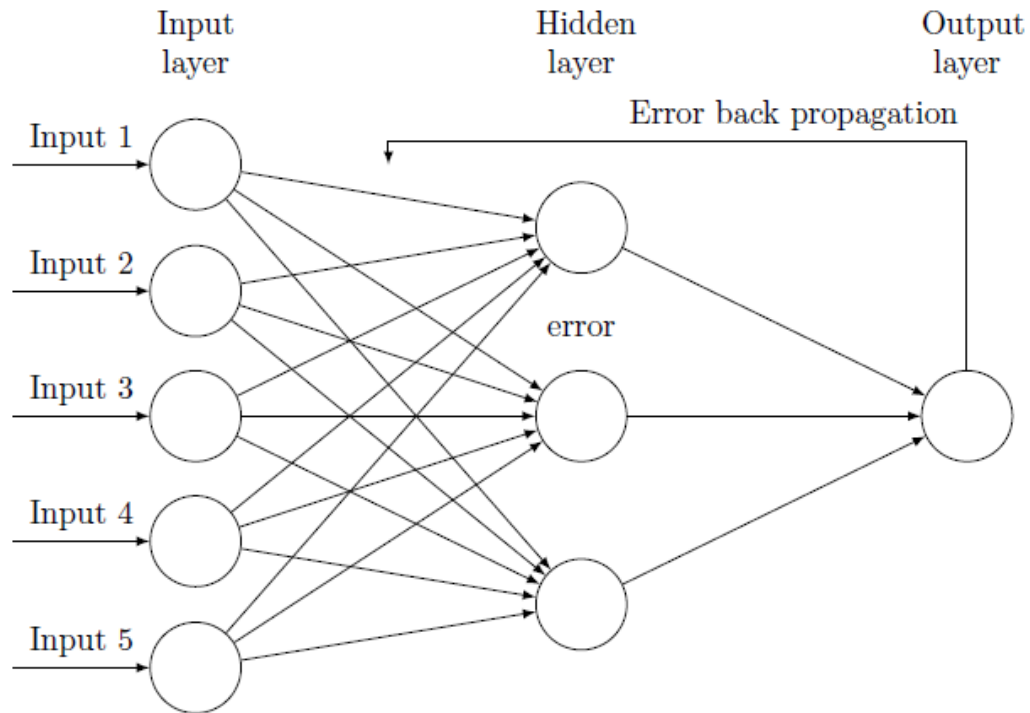 Input
layer
Hidden
layer
Output
layer
Error back propagation
Input 1
Input 2
error
Input 3
Input 4
Input 5